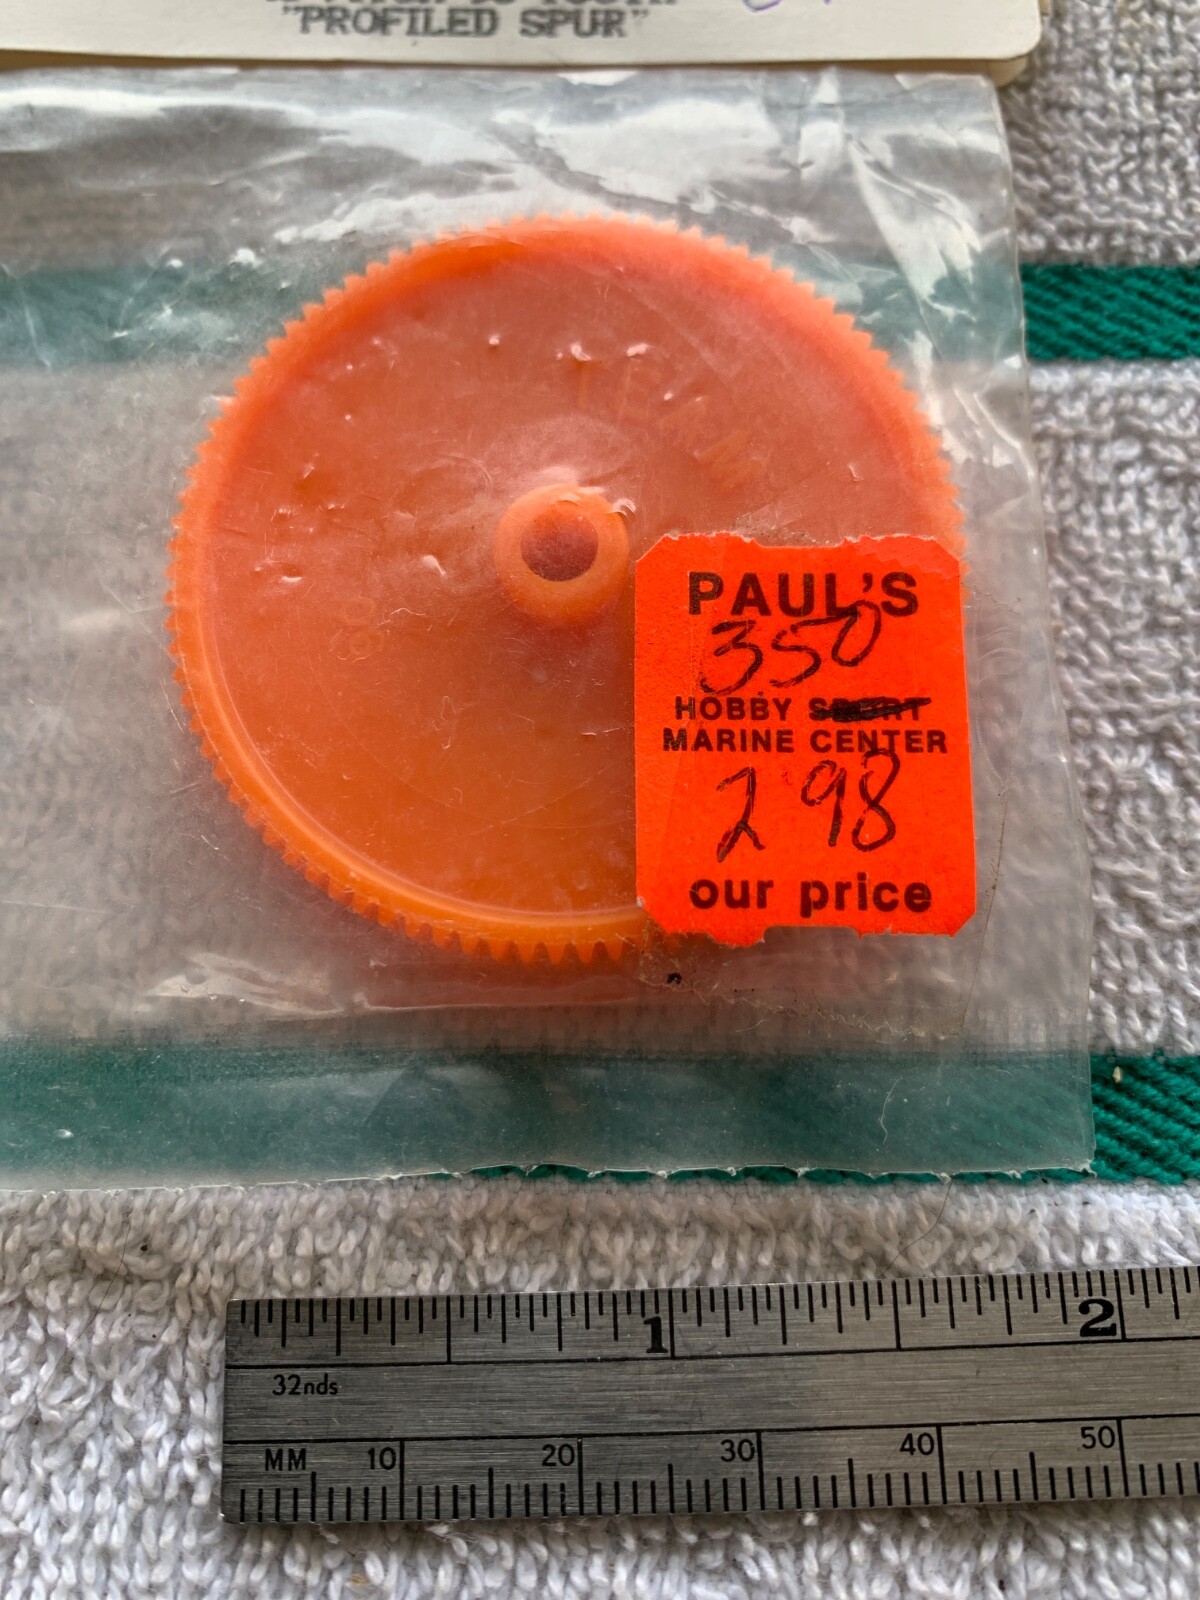 "PROFILED SPUR"
PAUL'S
350
HOBBY
MARINE CENTER
2 98
our price
1 2
32nds
MM 10 20 30 40 50